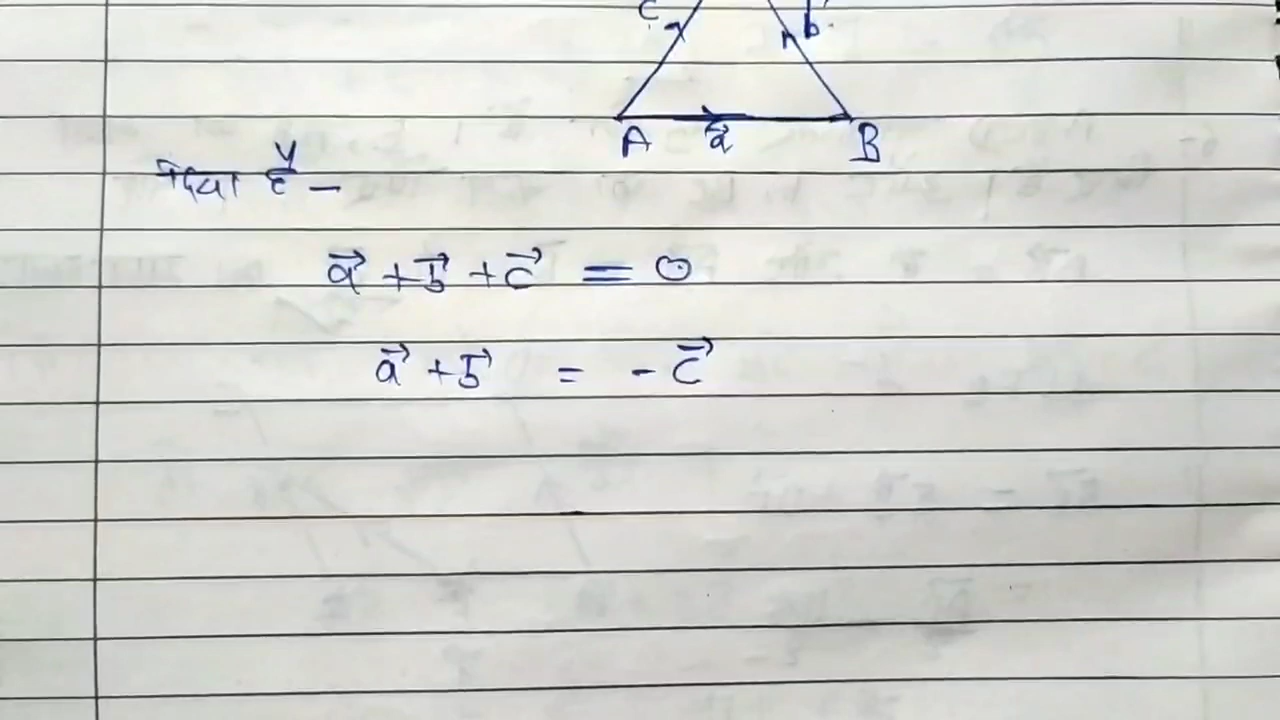 c b
A a⃗ B
दिया है —
a⃗ + b⃗ + c⃗ = 0
a⃗ + b⃗ = - c⃗